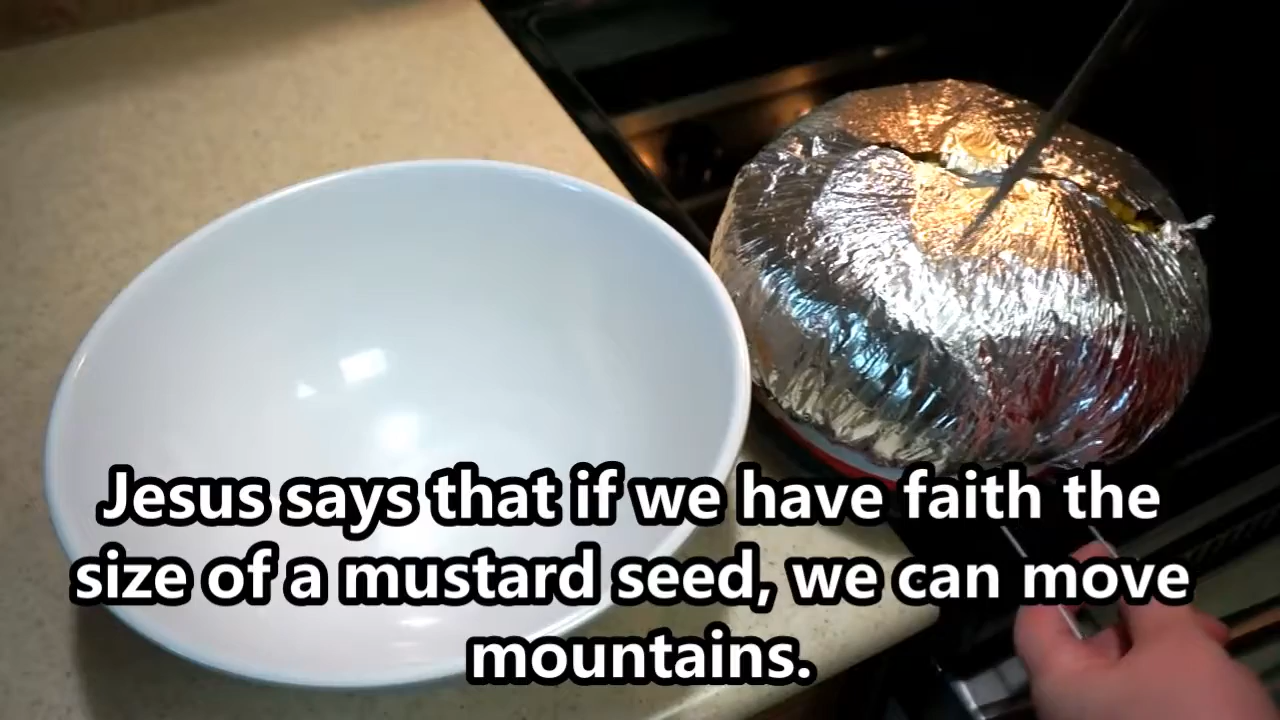 Jesus says that if we have faith the
size of a mustard seed, we can move
mountains.